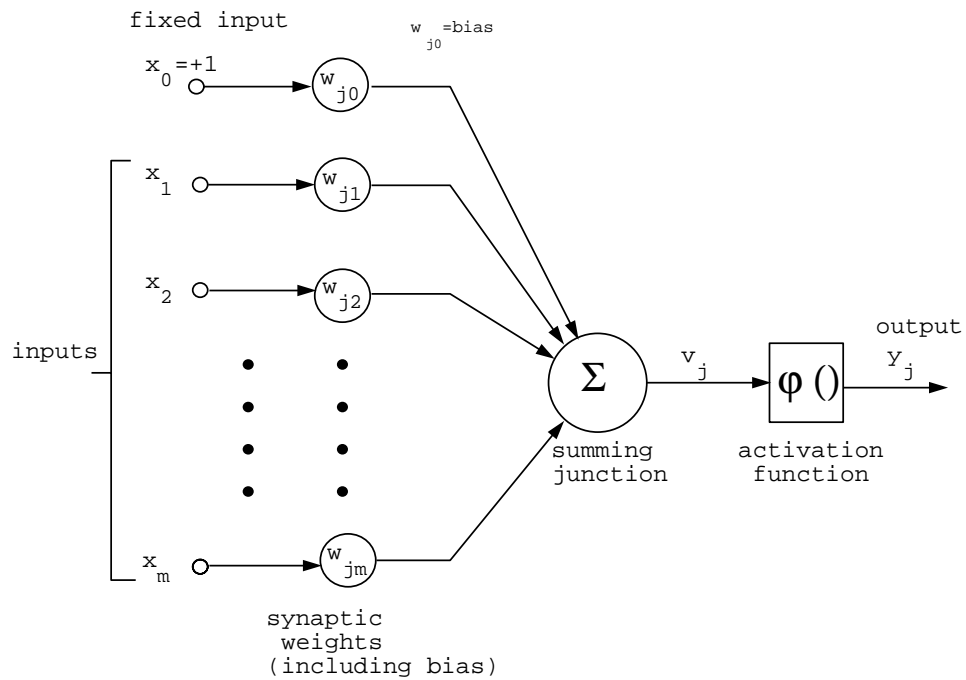 fixed input
w_j0=bias
x_0=+1
w_j0
x_1
w_j1
x_2
w_j2
inputs
Σ
v_j
φ ()
output
y_j
summing
junction
activation
function
x_m
w_jm
synaptic
weights
(including bias)